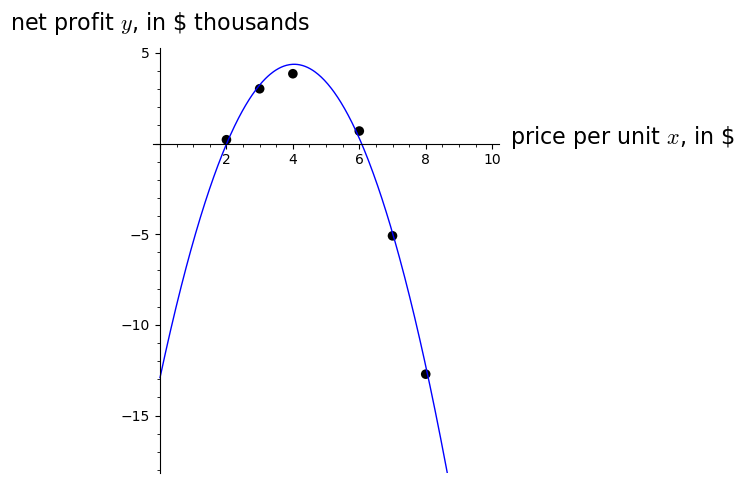 net profit y, in $ thousands
5
price per unit x, in $
2 4 6 8 10
−5
−10
−15